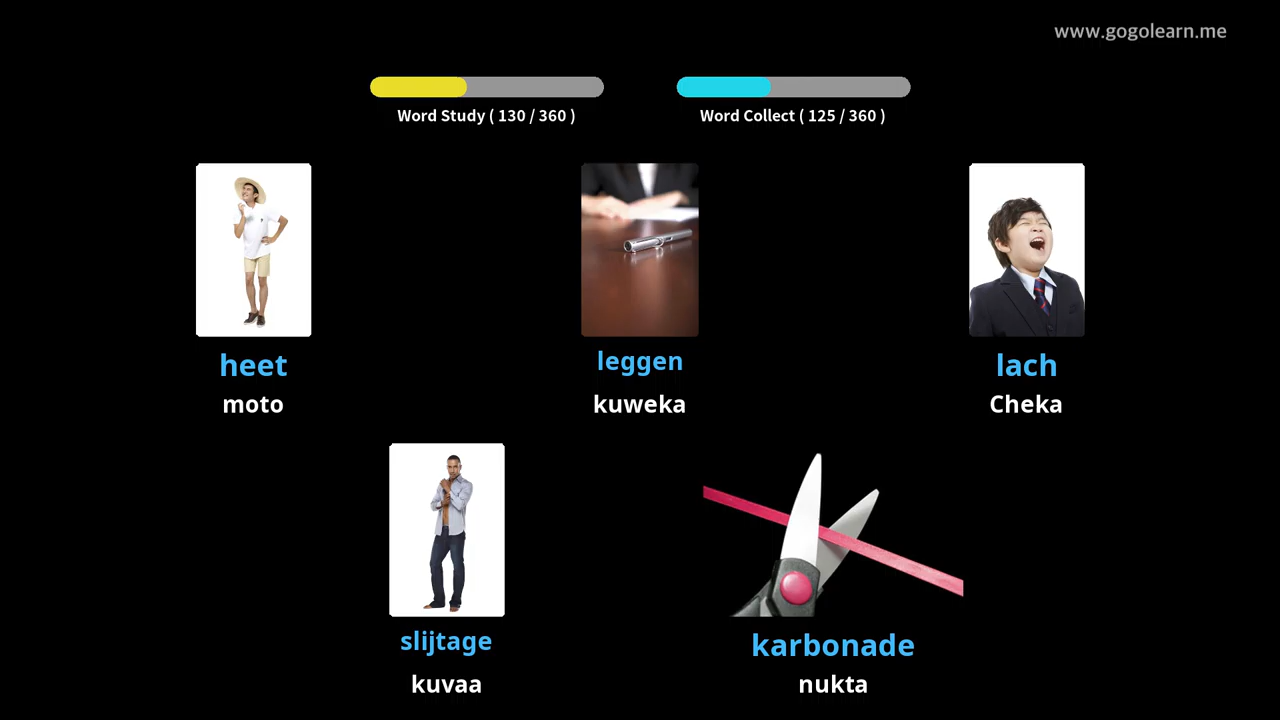 www.gogolearn.me
Word Study ( 130 / 360 )
Word Collect ( 125 / 360 )
heet
leggen
lach
moto
kuweka
Cheka
slijtage
karbonade
kuvaa
nukta